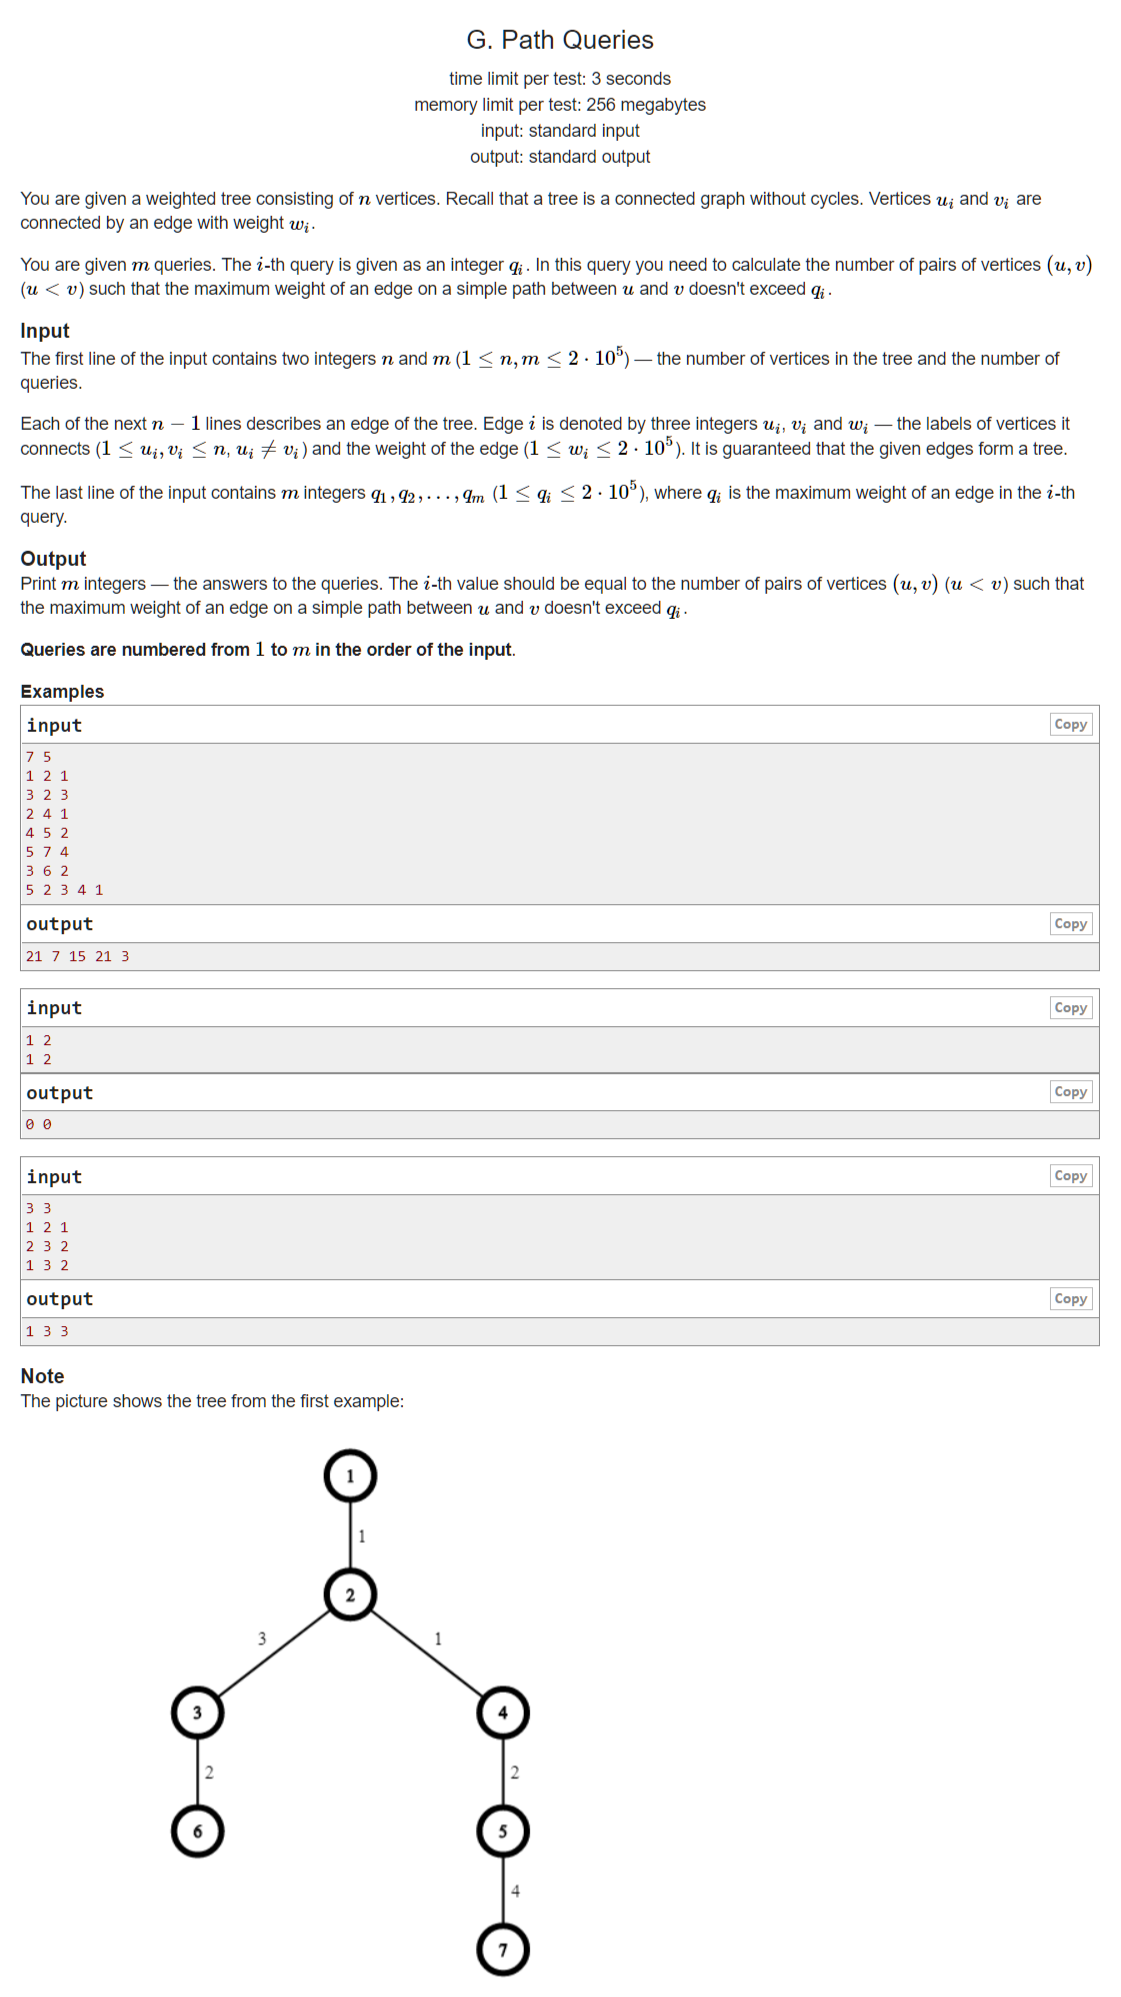 G. Path Queries
time limit per test: 3 seconds
memory limit per test: 256 megabytes
input: standard input
output: standard output
You are given a weighted tree consisting of n vertices. Recall that a tree is a connected graph without cycles. Vertices u_i and v_i are
connected by an edge with weight w_i.
You are given m queries. The i-th query is given as an integer q_i. In this query you need to calculate the number of pairs of vertices (u, v)
(u < v) such that the maximum weight of an edge on a simple path between u and v doesn't exceed q_i.
Input
The first line of the input contains two integers n and m (1 ≤ n, m ≤ 2 · 10^5) — the number of vertices in the tree and the number of
queries.
Each of the next n − 1 lines describes an edge of the tree. Edge i is denoted by three integers u_i, v_i and w_i — the labels of vertices it
connects (1 ≤ u_i, v_i ≤ n, u_i ≠ v_i) and the weight of the edge (1 ≤ w_i ≤ 2 · 10^5). It is guaranteed that the given edges form a tree.
The last line of the input contains m integers q_1, q_2, . . . , q_m (1 ≤ q_i ≤ 2 · 10^5), where q_i is the maximum weight of an edge in the i-th
query.
Output
Print m integers — the answers to the queries. The i-th value should be equal to the number of pairs of vertices (u, v) (u < v) such that
the maximum weight of an edge on a simple path between u and v doesn't exceed q_i.
Queries are numbered from 1 to m in the order of the input.
Examples
input Copy
7 5
1 2 1
3 2 3
2 4 1
4 5 2
5 7 4
3 6 2
5 2 3 4 1
output Copy
21 7 15 21 3
input Copy
1 2
1 2
output Copy
0 0
input Copy
3 3
1 2 1
2 3 2
1 3 2
output Copy
1 3 3
Note
The picture shows the tree from the first example:
1
1
2
3 1
3 4
2 2
6 5
4
7